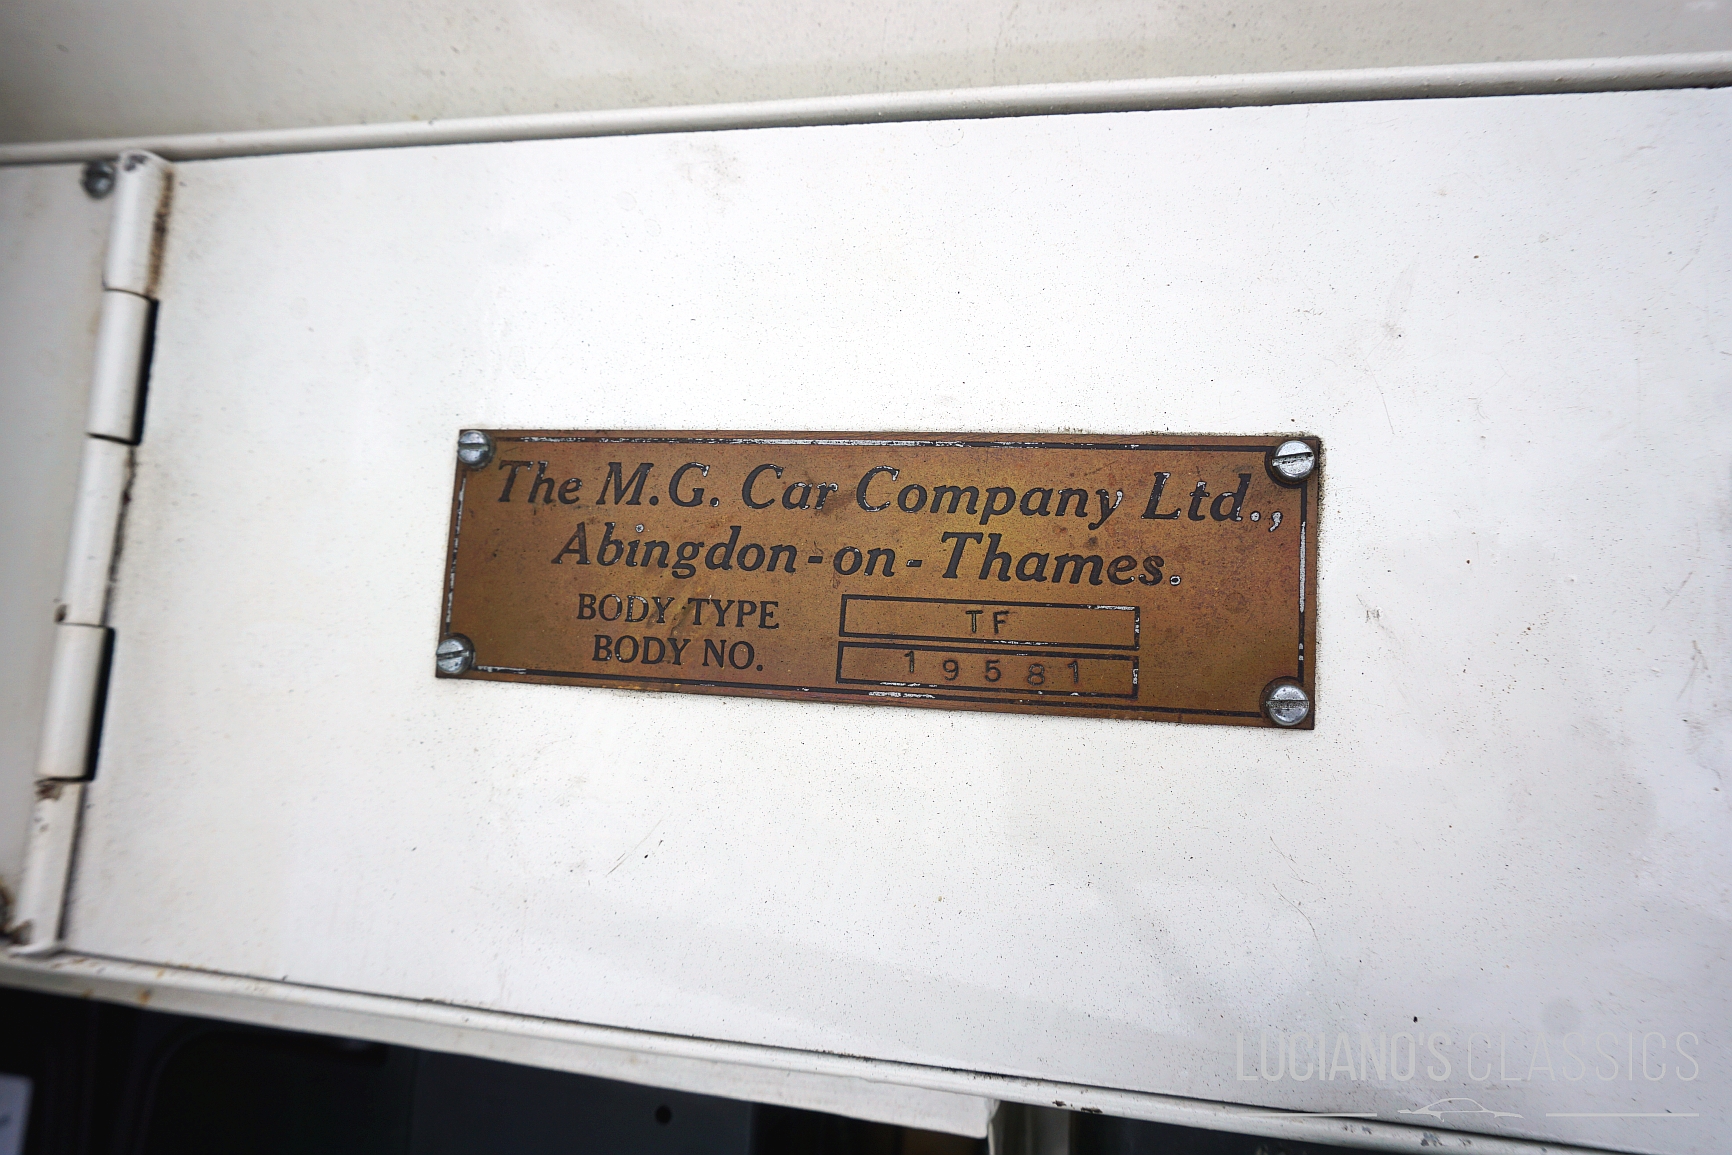 The M.G. Car Company Ltd.,
Abingdon-on-Thames.
BODY TYPE TF
BODY NO. 19581
LUCIANO'S CLASSICS